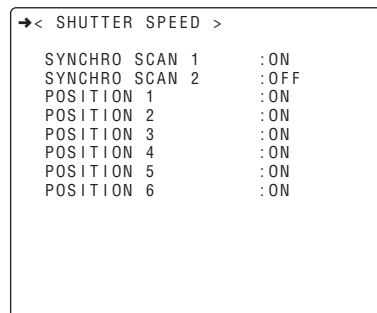 ➔< SHUTTER SPEED >
SYNCHRO SCAN 1 :ON
SYNCHRO SCAN 2 :OFF
POSITION 1 :ON
POSITION 2 :ON
POSITION 3 :ON
POSITION 4 :ON
POSITION 5 :ON
POSITION 6 :ON